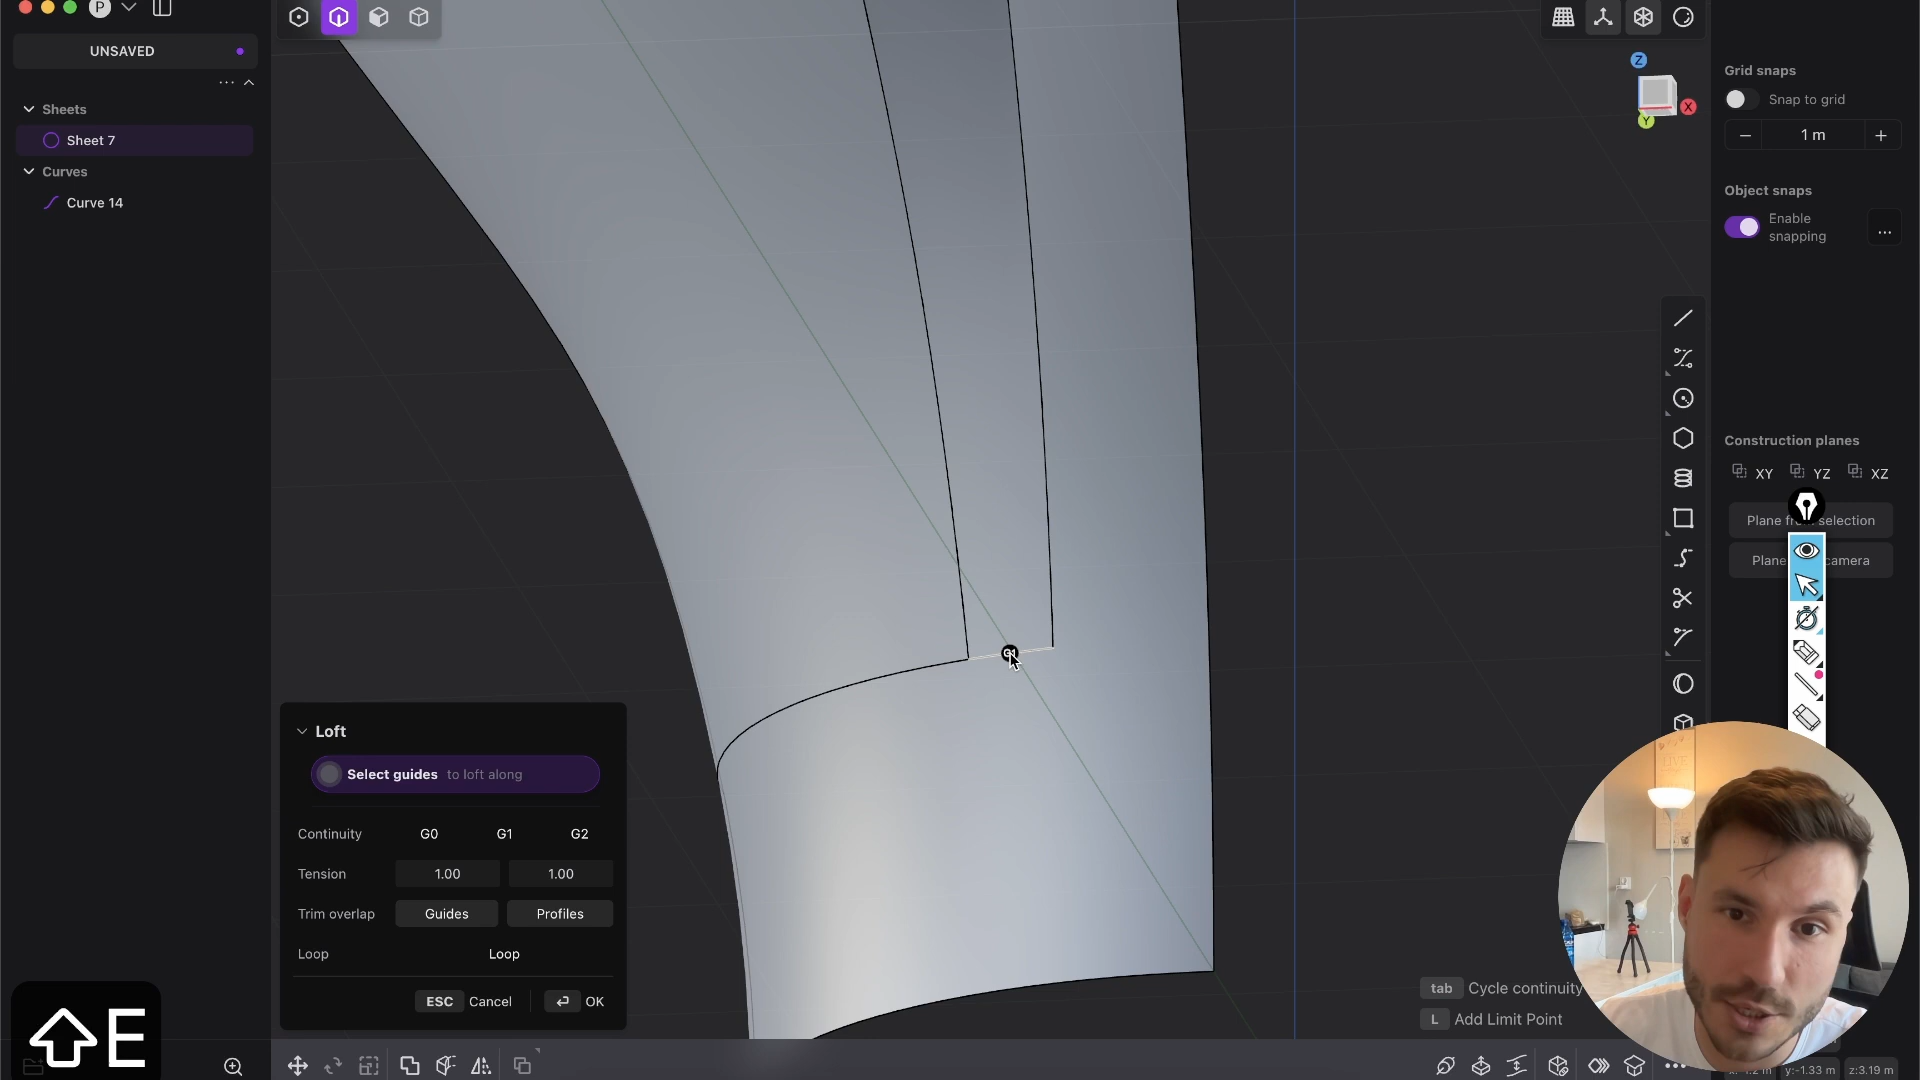 P
UNSAVED
Sheets
Sheet 7
Curves
Curve 14
Z
X
Y
Grid snaps
Snap to grid
1 m
Object snaps
Enable
snapping
...
Construction planes
XY YZ XZ
Plane selection
Plane camera
G1
Loft
Select guides to loft along
Continuity G0 G1 G2
Tension 1.00 1.00
Trim overlap Guides Profiles
Loop Loop
ESC Cancel OK
tab Cycle continuity
L Add Limit Point
E
y:-1.33 m z:3.19 m